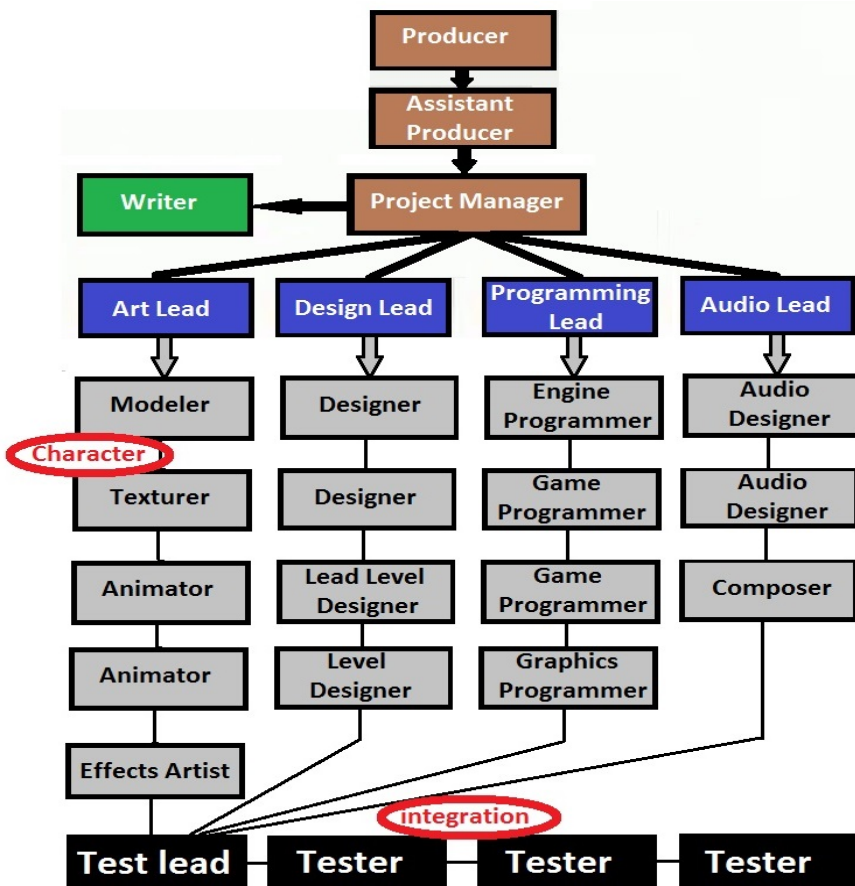 Producer
Assistant
Producer
Writer
Project Manager
Art Lead
Design Lead
Programming
Lead
Audio Lead
Modeler
Designer
Engine
Programmer
Audio
Designer
Character
Texturer
Designer
Game
Programmer
Audio
Designer
Animator
Lead Level
Designer
Game
Programmer
Composer
Animator
Level
Designer
Graphics
Programmer
Effects Artist
integration
Test lead
Tester
Tester
Tester